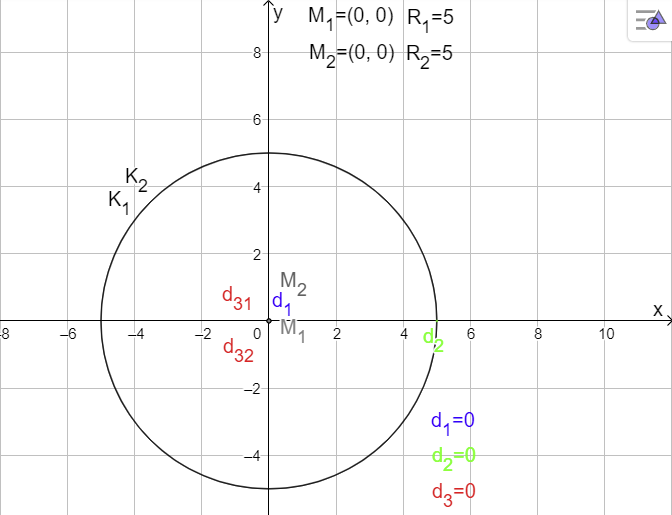 y
M₁=(0, 0) R₁=5
M₂=(0, 0) R₂=5
8
6
K₂
4
K₁
2
M₂
d₃₁
d₁
x
-8 −6 −4 −2 0 2 4 6 8 10
M₁
d₂
d₃₂
−2
d₁=0
−4
d₂=0
d₃=0